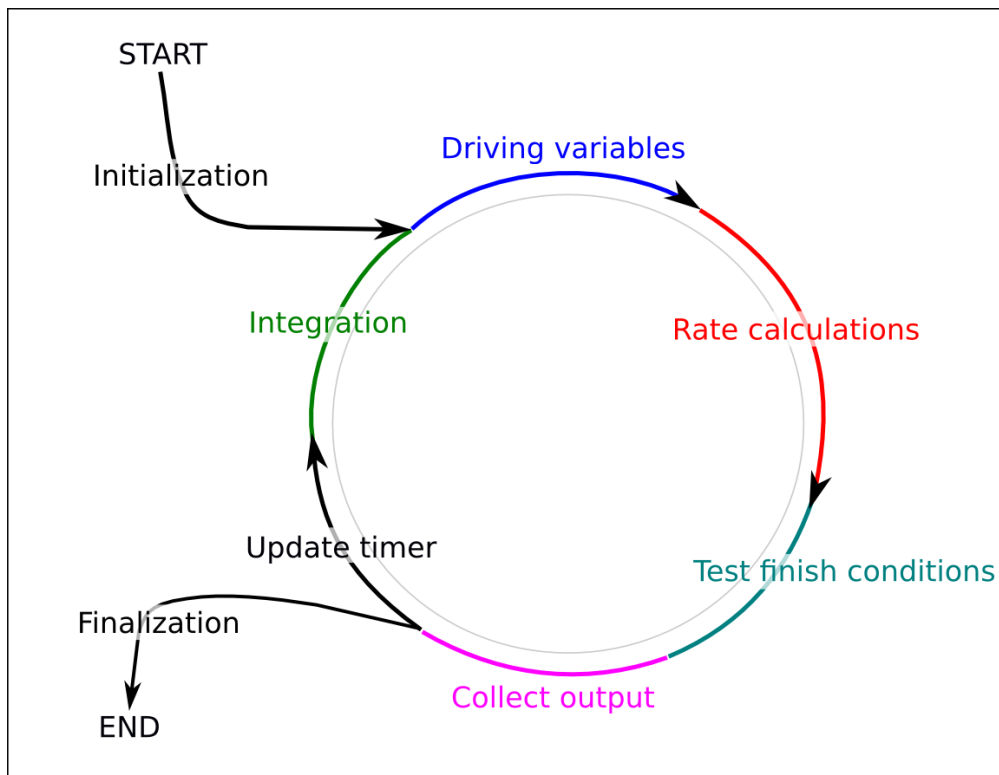 START
Initialization
Driving variables
Rate calculations
Test finish conditions
Collect output
Update timer
Integration
Finalization
END